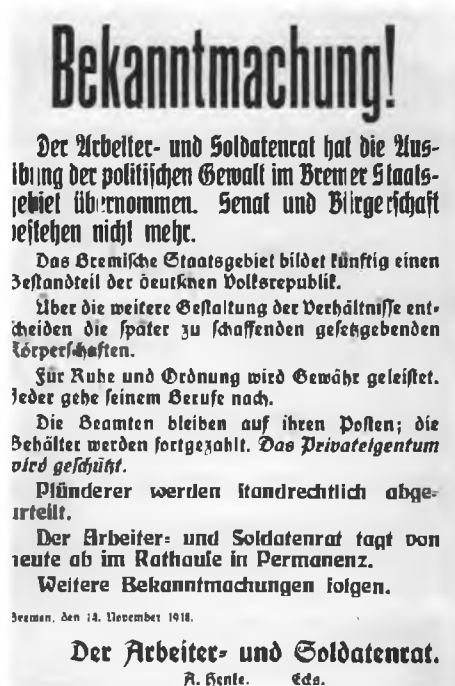 Bekanntmachung!
Der Arbeiter- und Soldatenrat hat die Aus-
übung der politischen Gewalt im Bremer Staats-
gebiet übernommen. Senat und Bürgerschaft
bestehen nicht mehr.
Das Bremische Staatsgebiet bildet künftig einen
Bestandteil der deutschen Volksrepublik.
Über die weitere Gestaltung der Verhältnisse ent-
scheiden die später zu schaffenden gesetzgebenden
Körperschaften.
Für Ruhe und Ordnung wird Gewähr geleistet.
Jeder gehe seinem Berufe nach.
Die Beamten bleiben auf ihren Posten; die
Gehälter werden fortgezahlt. Das Privateigentum
wird geschützt.
Plünderer werden standrechtlich abge-
urteilt.
Der Arbeiter- und Soldatenrat tagt von
heute ab im Rathause in Permanenz.
Weitere Bekanntmachungen folgen.
Bremen, den 14. November 1918.
Der Arbeiter- und Soldatenrat.
A. Henke. Ecks.